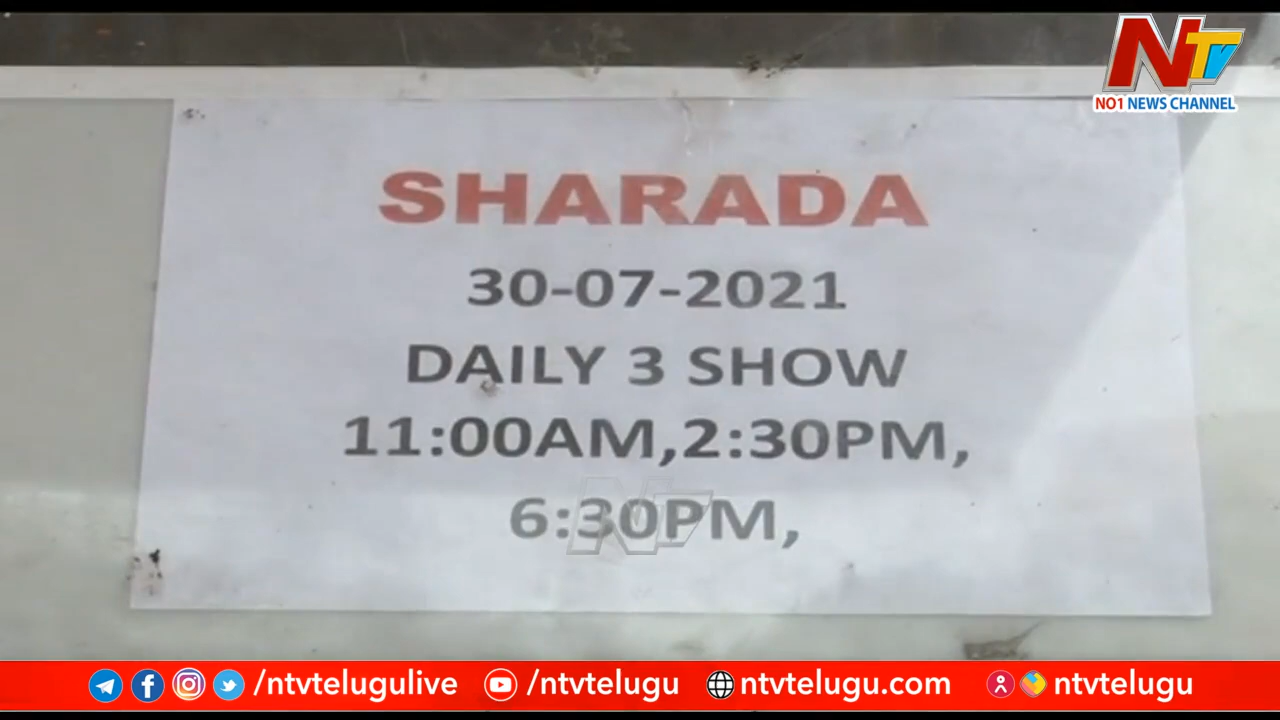 NTV
NO1 NEWS CHANNEL
SHARADA
30-07-2021
DAILY 3 SHOW
11:00AM,2:30PM,
6:30PM,
NTV
/ntvtelugulive /ntvtelugu ntvtelugu.com ntvtelugu